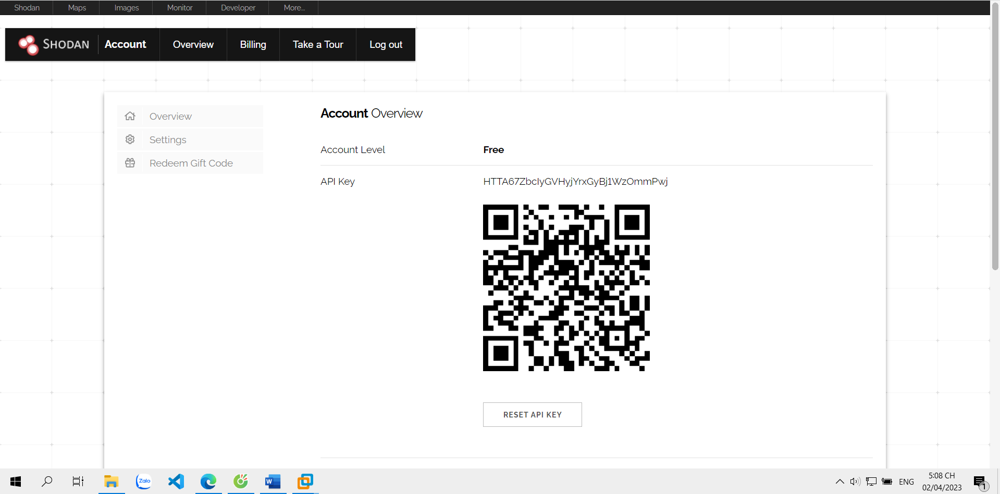 Shodan Maps Images Monitor Developer More...
SHODAN Account Overview Billing Take a Tour Log out
Overview
Settings
Redeem Gift Code
Account Overview
Account Level Free
API Key HTTA67ZbcIyGVHyjYrxGyBj1WzOmmPwj
RESET API KEY
Zalo
W
ENG
5:08 CH
02/04/2023
1